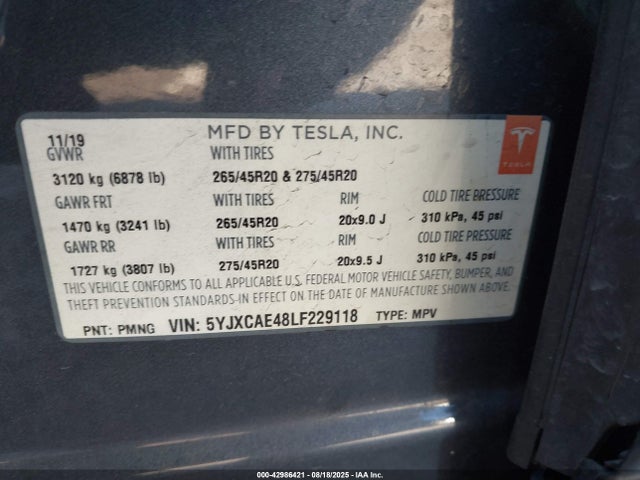 11/19 MFD BY TESLA, INC.
GVWR WITH TIRES
3120 kg (6878 lb) 265/45R20 & 275/45R20
GAWR FRT WITH TIRES RIM COLD TIRE PRESSURE
1470 kg (3241 lb) 265/45R20 20x9.0 J 310 kPa, 45 psi
GAWR RR WITH TIRES RIM COLD TIRE PRESSURE
1727 kg (3807 lb) 275/45R20 20x9.5 J 310 kPa, 45 psi
THIS VEHICLE CONFORMS TO ALL APPLICABLE U.S. FEDERAL MOTOR VEHICLE SAFETY, BUMPER, AND
THEFT PREVENTION STANDARDS IN EFFECT ON THE DATE OF MANUFACTURE SHOWN ABOVE.
PNT: PMNG VIN: 5YJXCAE48LF229118 TYPE: MPV
TESLA
000-42986421 - 08/18/2025 - IAA Inc.